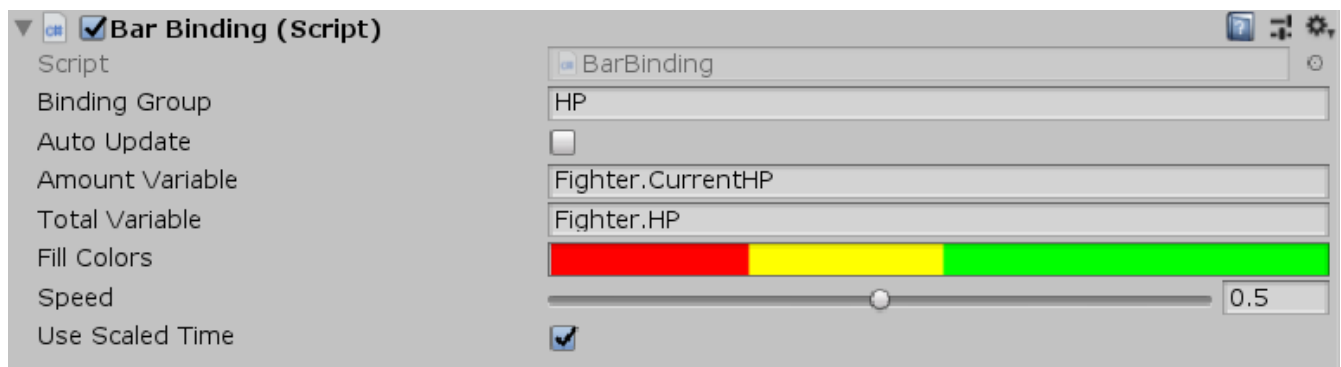 Bar Binding (Script)
Script BarBinding
Binding Group HP
Auto Update
Amount Variable Fighter.CurrentHP
Total Variable Fighter.HP
Fill Colors
Speed 0.5
Use Scaled Time